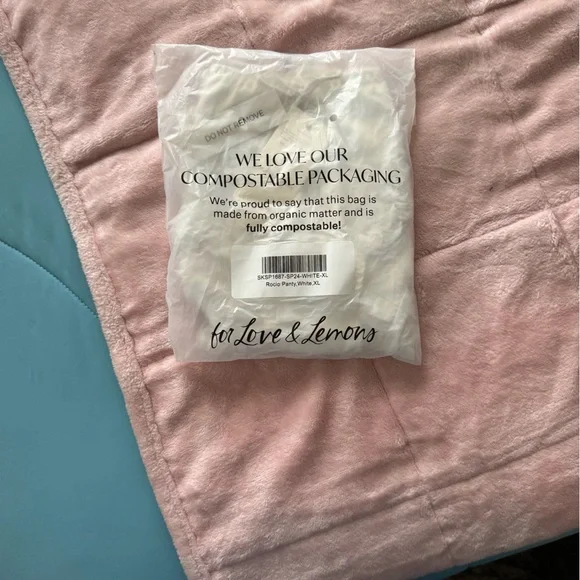 DO NOT REMOVE
WE LOVE OUR
COMPOSTABLE PACKAGING
We're proud to say that this bag is
made from organic matter and is
fully compostable!
SKSP1687-SP24-WHITE-XL
Rocio Panty,White,XL
for Love & Lemons